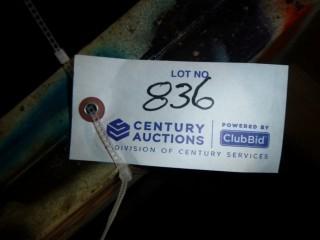 LOT NO.
836
CENTURY AUCTIONS
POWERED BY ClubBid
DIVISION OF CENTURY SERVICES